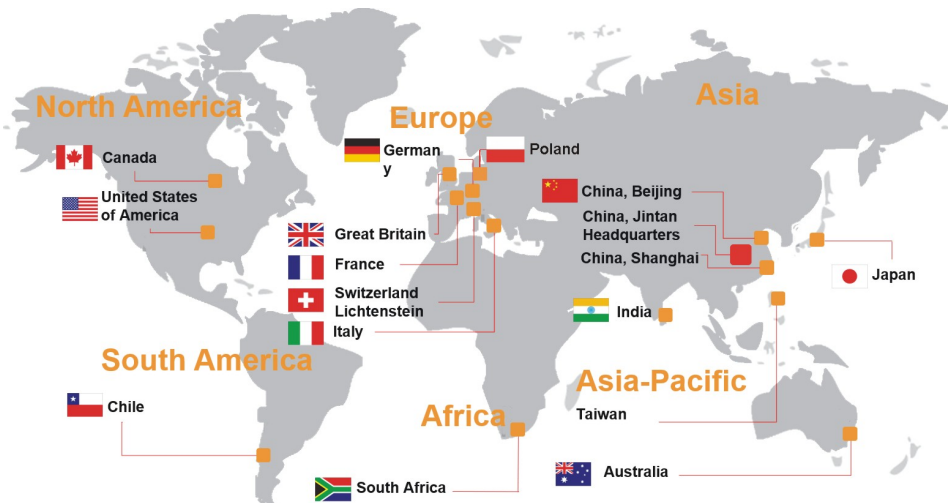 North America
Canada
United States
of America
Europe
German
y
Poland
Great Britain
France
Switzerland
Lichtenstein
Italy
Asia
China, Beijing
China, Jintan
Headquarters
China, Shanghai
Japan
India
South America
Chile
Africa
South Africa
Asia-Pacific
Taiwan
Australia